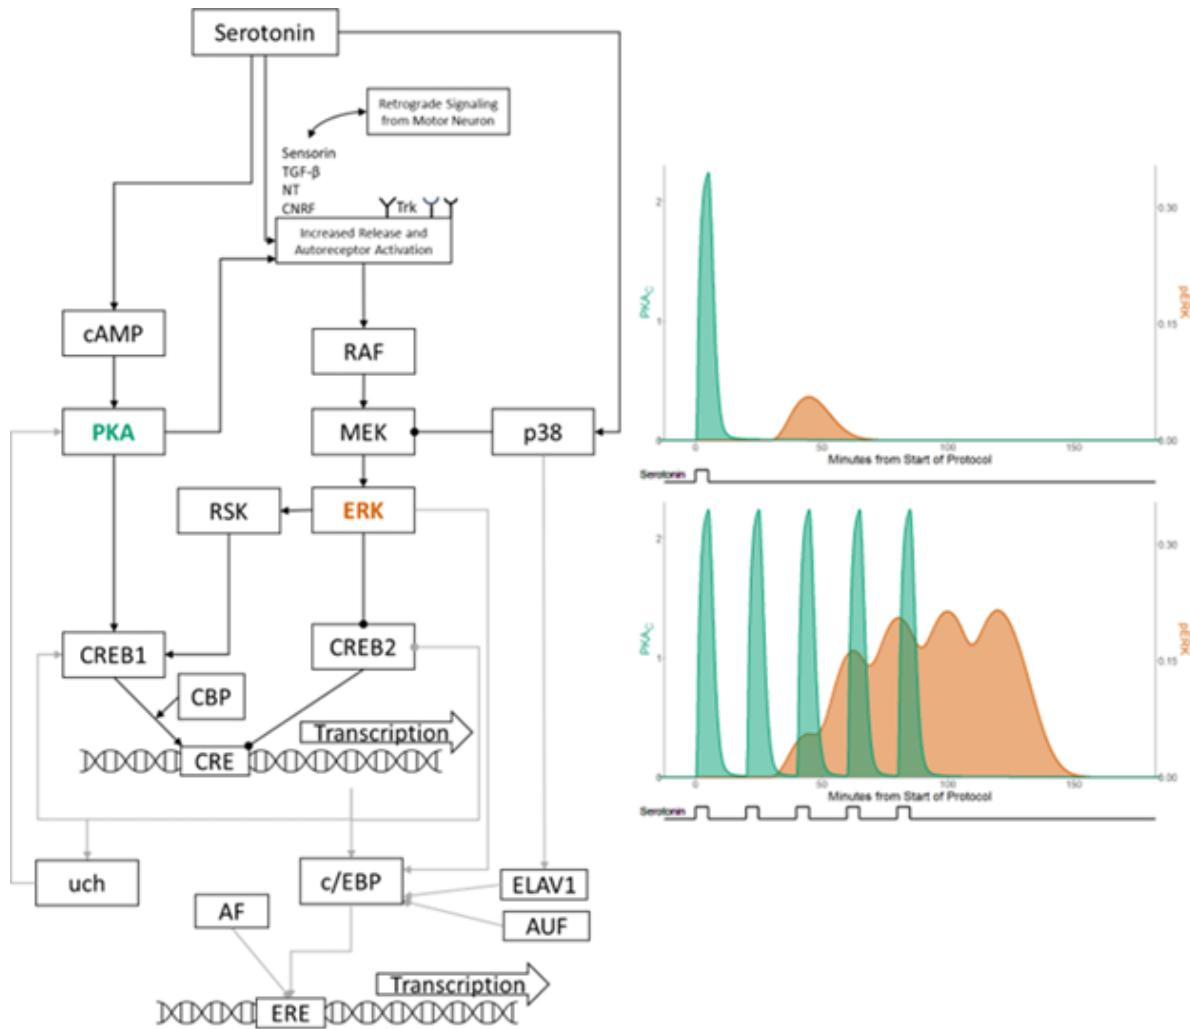 Serotonin
Retrograde Signaling
from Motor Neuron
Sensorin
TGF-β
NT
CNRF
Trk
Increased Release and
Autoreceptor Activation
cAMP
RAF
PKA
MEK
p38
RSK
ERK
CREB1
CREB2
CBP
Transcription
CRE
uch
c/EBP
ELAV1
AF
AUF
Transcription
ERE
2
1
0
PKAC
0.30
0.15
0.00
pERK
0
50
100
150
Minutes from Start of Protocol
Serotonin
2
1
0
PKAC
0.30
0.15
0.00
pERK
0
50
100
150
Minutes from Start of Protocol
Serotonin